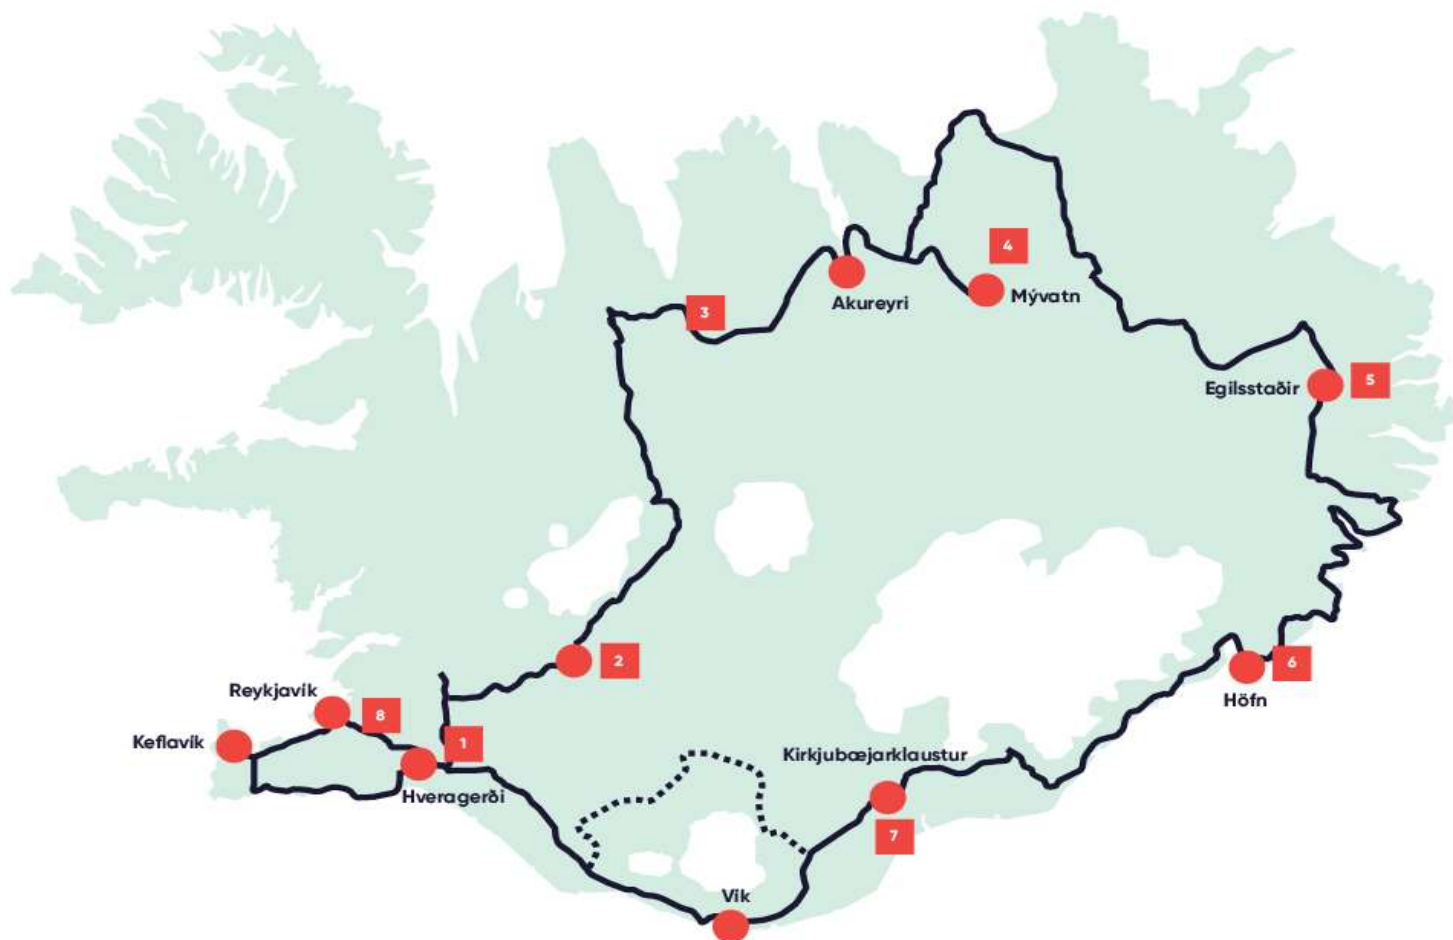 4
Mývatn
Akureyri
3
Egilsstaðir
5
2
6
Höfn
Reykjavík
8
Keflavík
1
Hveragerði
Kirkjubæjarklaustur
7
Vik